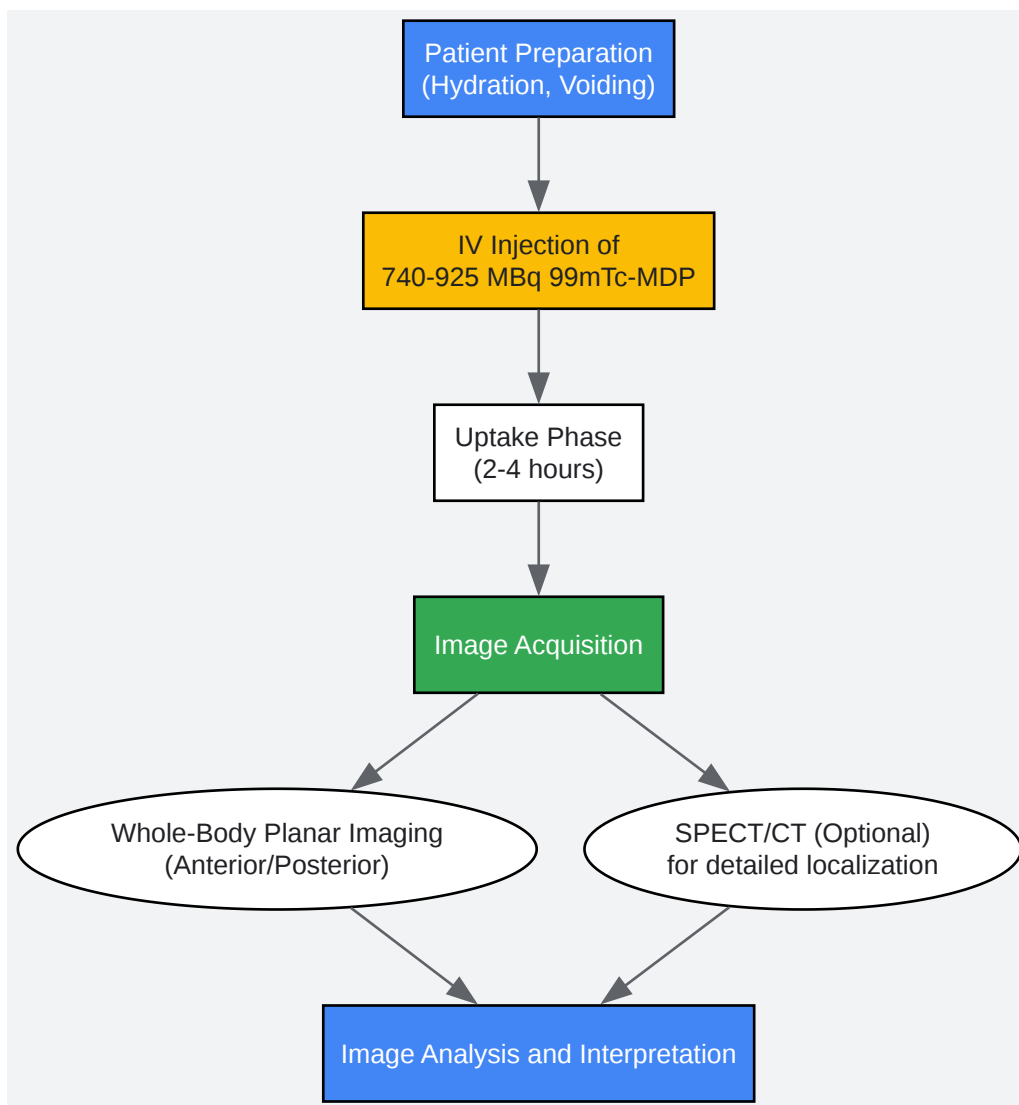 Patient Preparation
(Hydration, Voiding)
IV Injection of
740-925 MBq 99mTc-MDP
Uptake Phase
(2-4 hours)
Image Acquisition
Whole-Body Planar Imaging
(Anterior/Posterior)
SPECT/CT (Optional)
for detailed localization
Image Analysis and Interpretation